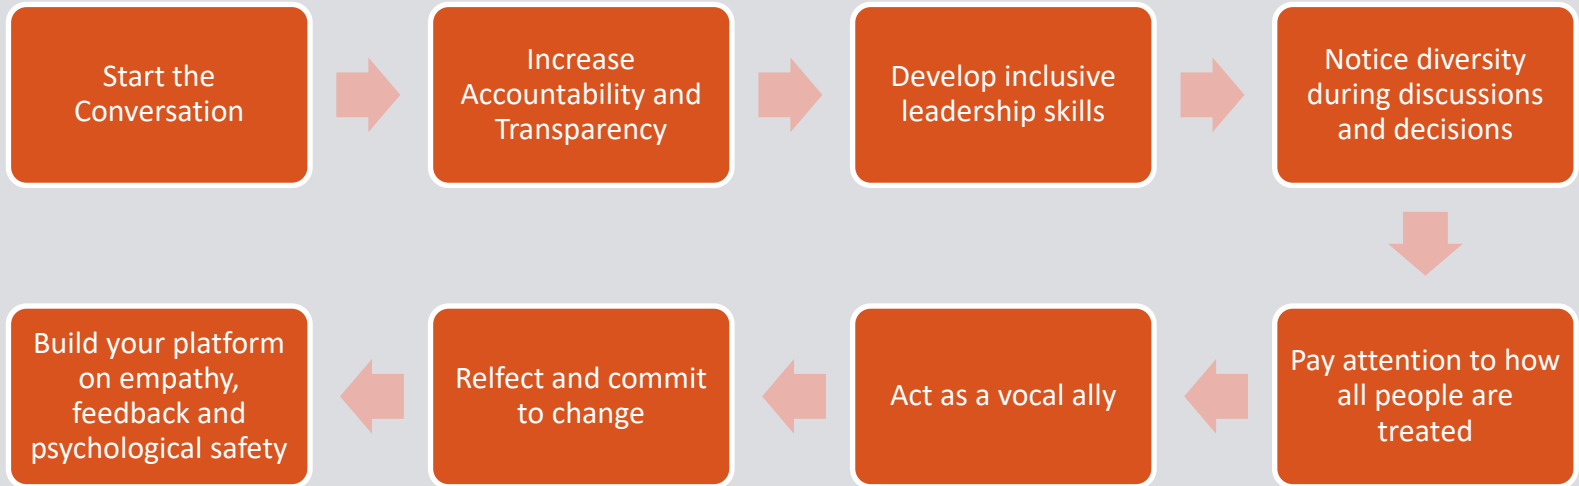 Start the
Conversation
Increase
Accountability and
Transparency
Develop inclusive
leadership skills
Notice diversity
during discussions
and decisions
Pay attention to how
all people are
treated
Act as a vocal ally
Relfect and commit
to change
Build your platform
on empathy,
feedback and
psychological safety